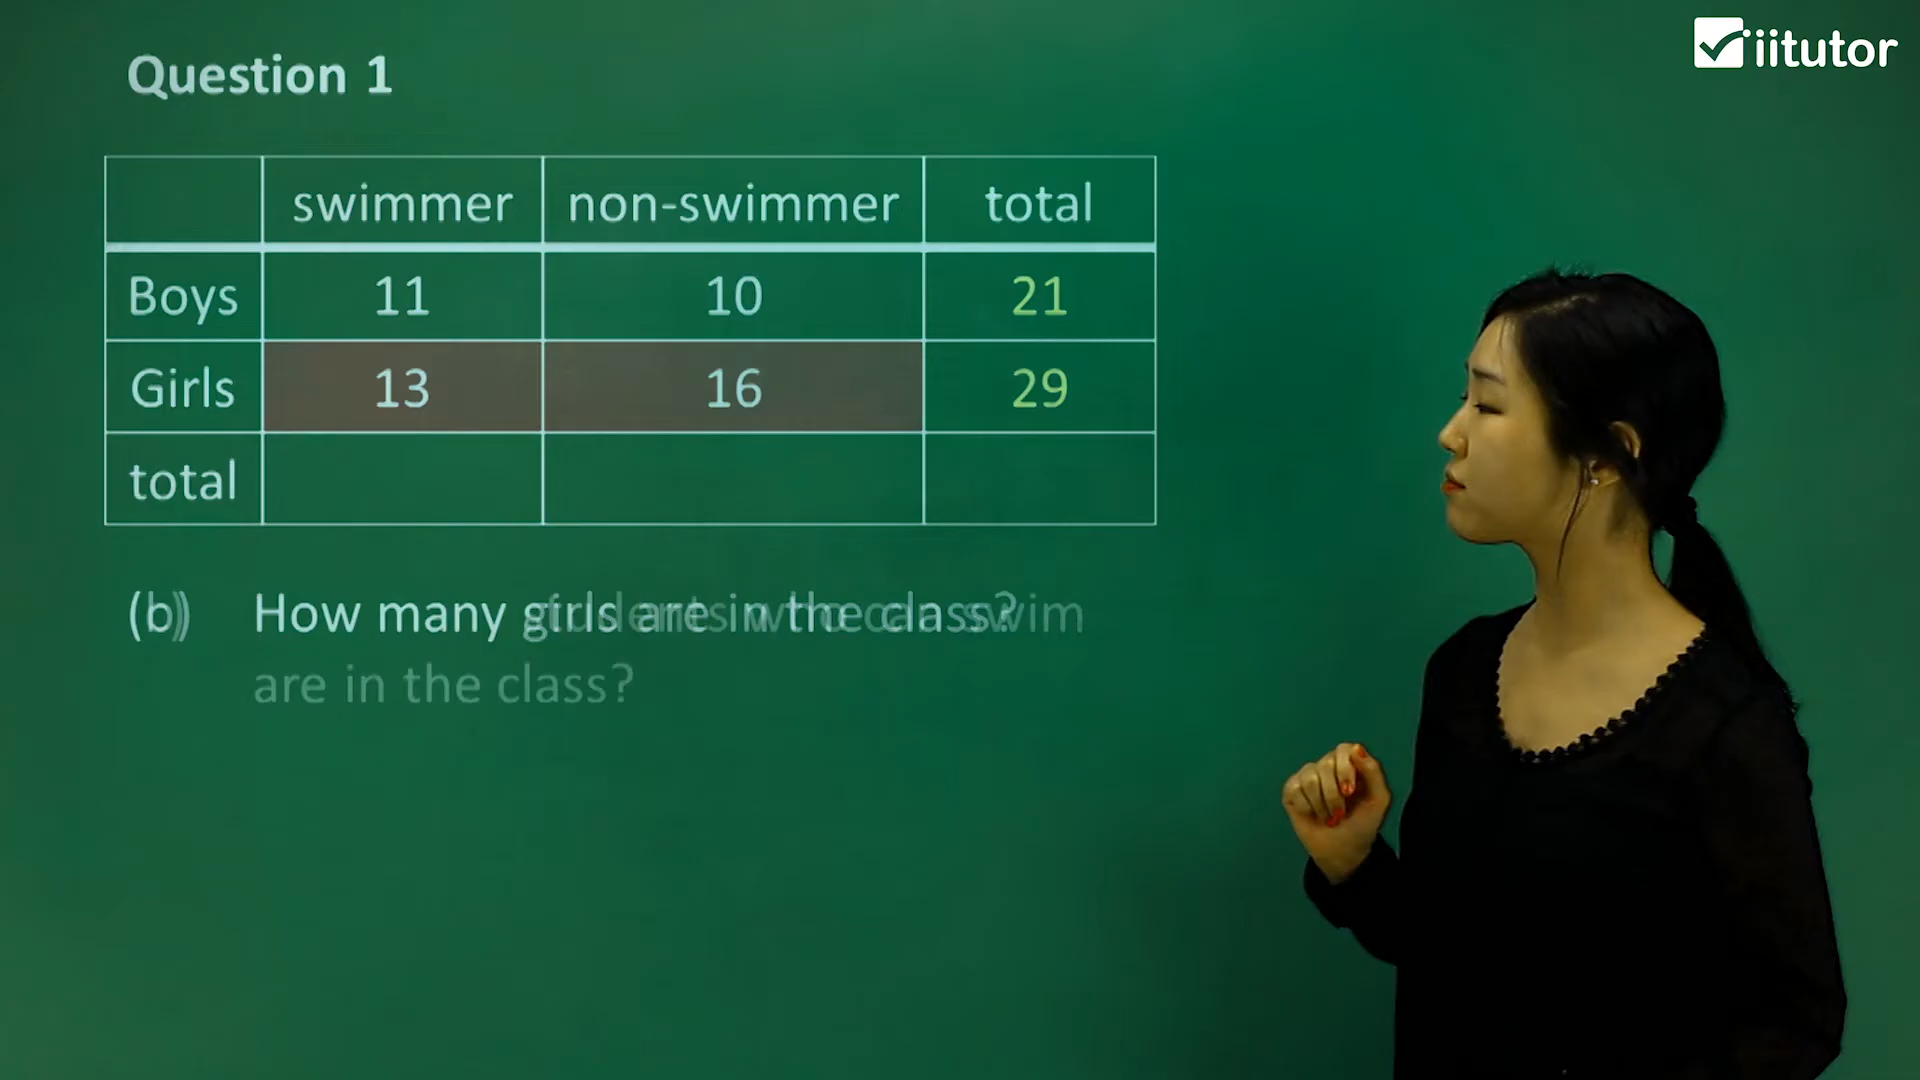 iitutor
Question 1
swimmer non-swimmer total
Boys 11 10 21
Girls 13 16 29
total
(b) How many girls are in the class?
are in the class?